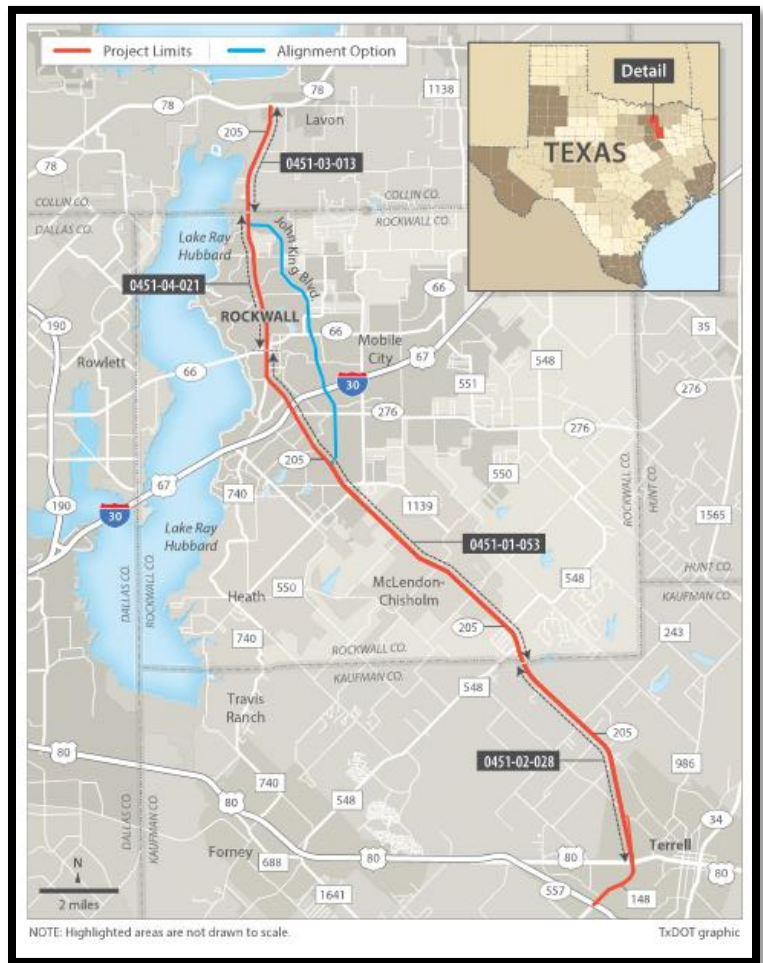 Project Limits
Alignment Option
Detail
TEXAS
78
78
1138
205
Lavon
78
0451-03-013
COLLIN CO.
DALLAS CO.
COLLIN CO.
ROCKWALL CO.
Lake Ray
Hubbard
John King Blvd.
0451-04-021
66
190
ROCKWALL
66
Mobile
City
67
35
Rowlett
66
30
551
548
276
276
276
205
67
740
550
ROCKWALL CO.
HUNT CO.
190
30
1139
1565
Lake Ray
Hubbard
0451-01-053
DALLAS CO.
ROCKWALL CO.
Heath
550
McLendon-
Chisholm
548
HUNT CO.
KAUFMAN CO.
740
205
243
ROCKWALL CO.
KAUFMAN CO.
548
Travis
Ranch
205
80
0451-02-028
986
740
548
80
DALLAS CO.
KAUFMAN CO.
34
Forney
688
80
80
Terrell
80
N
2 miles
1641
557
148
NOTE: Highlighted areas are not drawn to scale.
TxDOT graphic